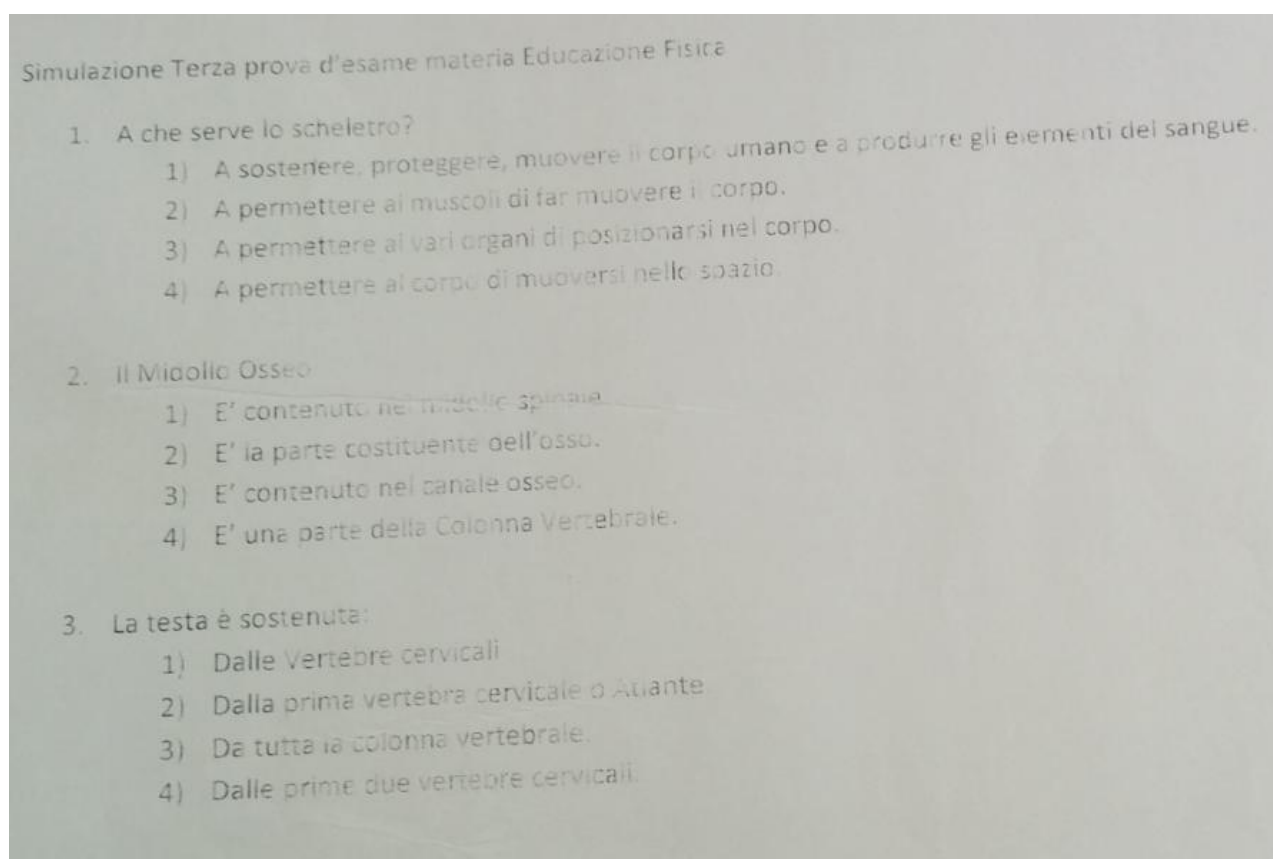 Simulazione Terza prova d'esame materia Educazione Fisica
1. A che serve lo scheletro?
1) A sostenere, proteggere, muovere il corpo umano e a produrre gli elementi del sangue.
2) A permettere ai muscoli di far muovere il corpo.
3) A permettere ai vari organi di posizionarsi nel corpo.
4) A permettere al corpo di muoversi nello spazio.
2. Il Midollo Osseo
1) E' contenuto nel midollo spinale.
2) E' la parte costituente dell'osso.
3) E' contenuto nel canale osseo.
4) E' una parte della Colonna Vertebrale.
3. La testa è sostenuta:
1) Dalle Vertebre cervicali
2) Dalla prima vertebra cervicale o Atlante
3) Da tutta la colonna vertebrale.
4) Dalle prime due vertebre cervicali.